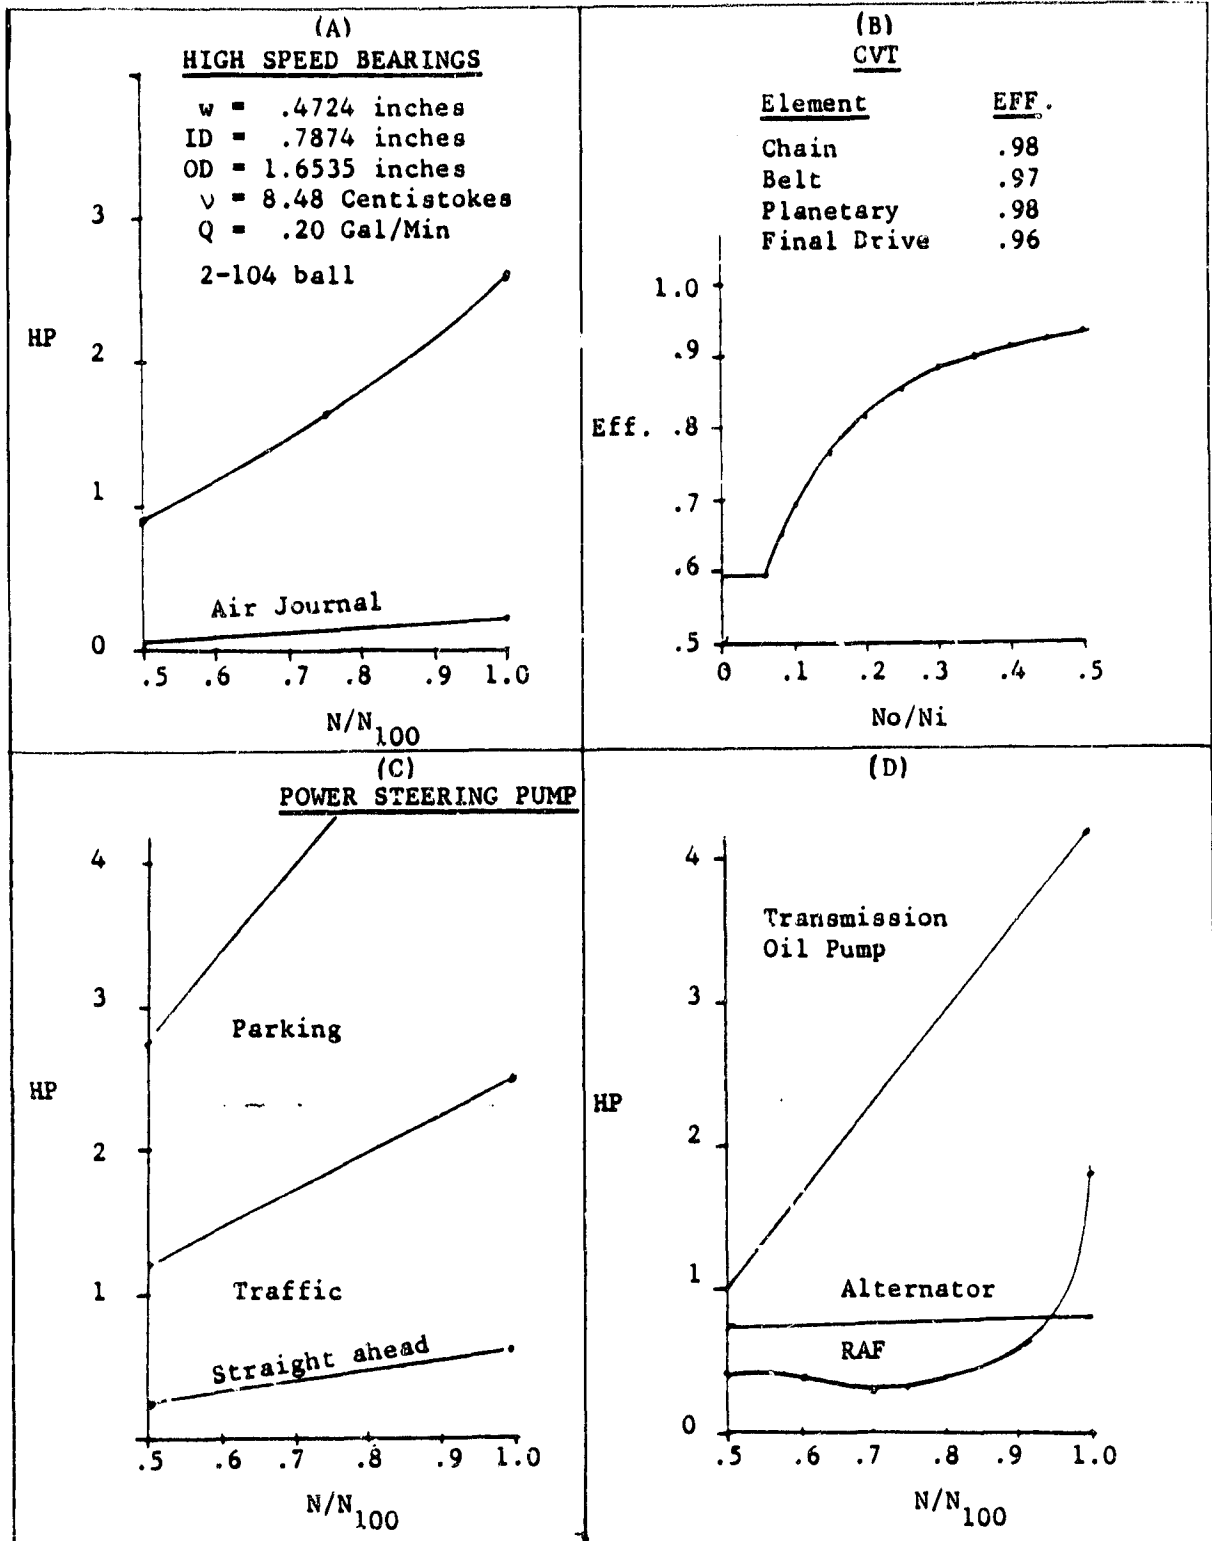 (A)
HIGH SPEED BEARINGS
w = .4724 inches
ID = .7874 inches
OD = 1.6535 inches
ν = 8.48 Centistokes
Q = .20 Gal/Min
2-104 ball
HP
3
2
1
0
Air Journal
.5 .6 .7 .8 .9 1.0
N/N100
(B)
CVT
Element EFF.
Chain .98
Belt .97
Planetary .98
Final Drive .96
1.0
.9
Eff. .8
.7
.6
.5
0 .1 .2 .3 .4 .5
No/Ni
(C)
POWER STEERING PUMP
4
3
Parking
HP
2
1
Traffic
Straight ahead
.5 .6 .7 .8 .9 1.0
N/N100
(D)
4
Transmission
Oil Pump
3
HP
2
1
Alternator
RAF
0
.5 .6 .7 .8 .9 1.0
N/N100